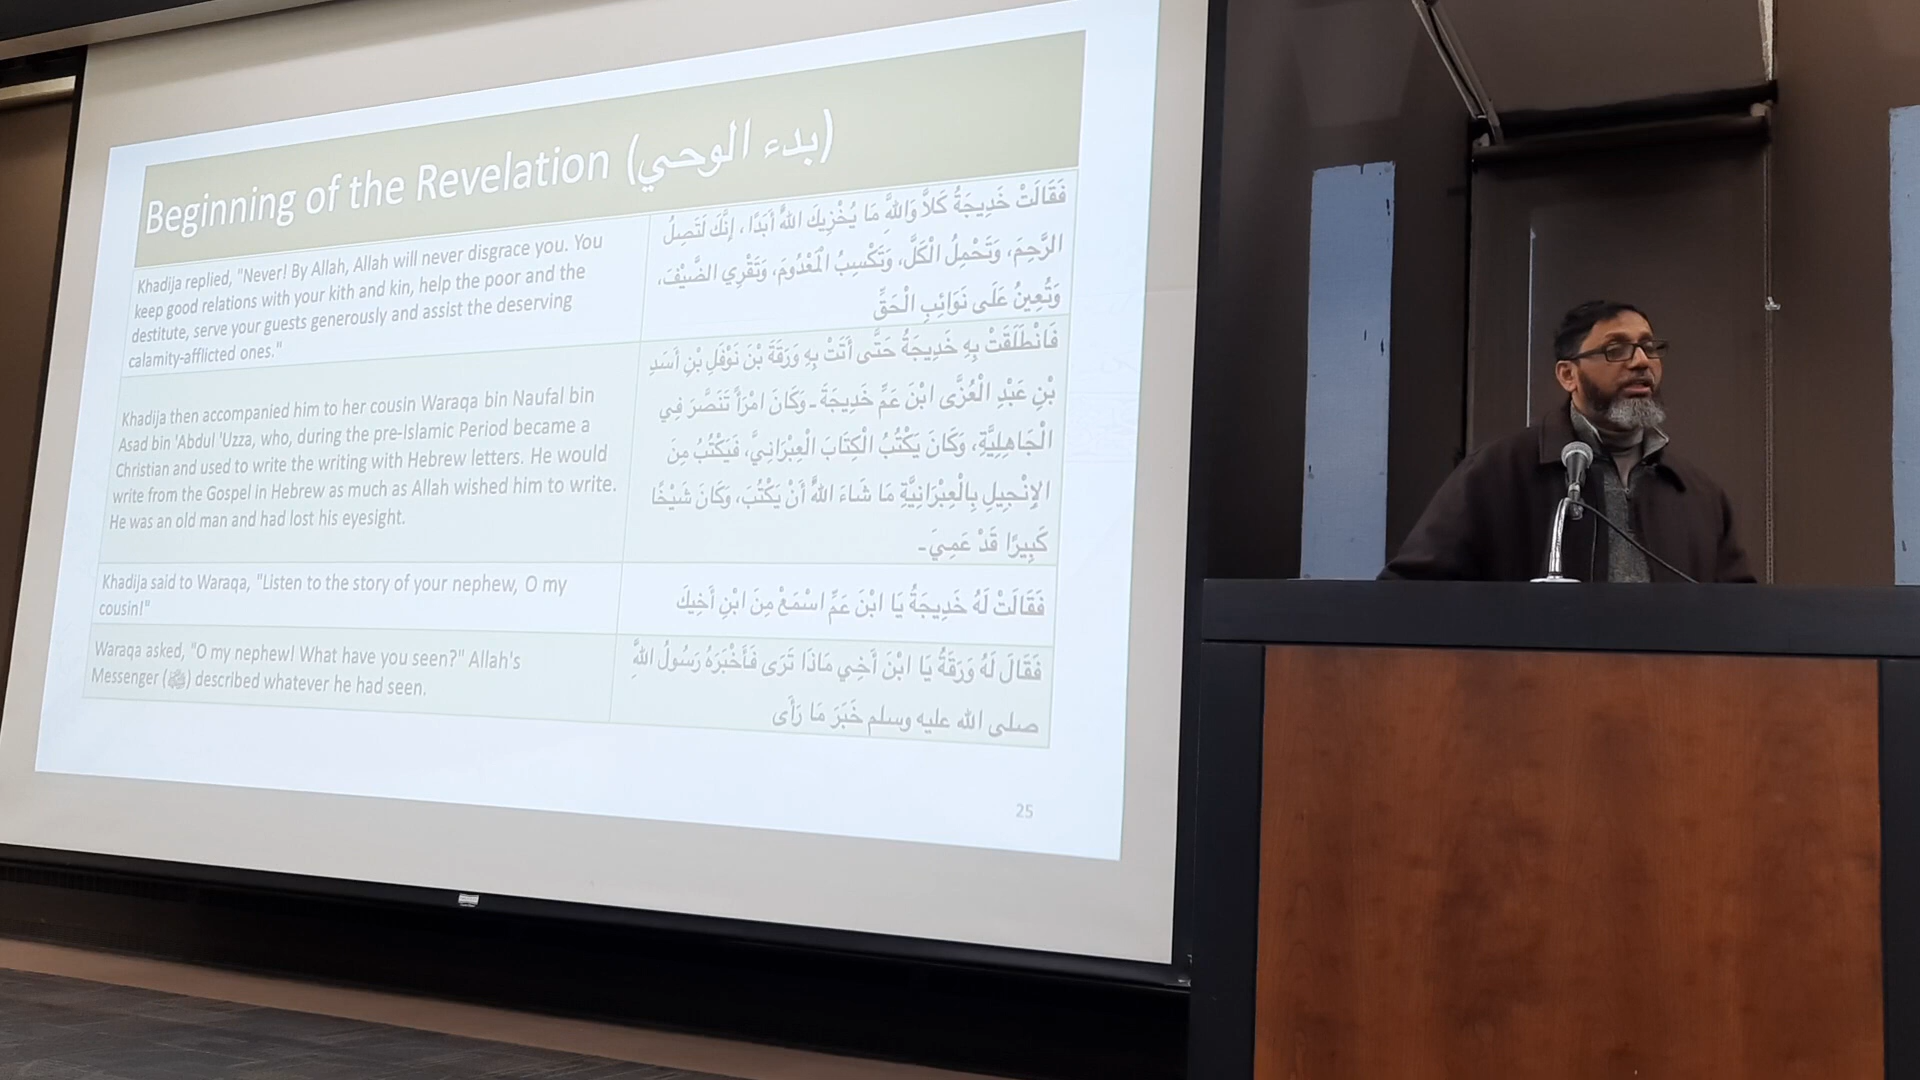 Beginning of the Revelation (بدء الوحي)
Khadija replied, "Never! By Allah, Allah will never disgrace you. You
keep good relations with your kith and kin, help the poor and the
destitute, serve your guests generously and assist the deserving
calamity-afflicted ones."
فَقَالَتْ خَدِيجَةُ كَلاَّ وَاللَّهِ مَا يُخْزِيكَ اللَّهُ أَبَدًا ، إِنَّكَ لَتَصِلُ
الرَّحِمَ، وَتَحْمِلُ الْكَلَّ، وَتَكْسِبُ الْمَعْدُومَ، وَتَقْرِي الضَّيْفَ،
وَتُعِينُ عَلَى نَوَائِبِ الْحَقِّ
Khadija then accompanied him to her cousin Waraqa bin Naufal bin
Asad bin 'Abdul 'Uzza, who, during the pre-Islamic Period became a
Christian and used to write the writing with Hebrew letters. He would
write from the Gospel in Hebrew as much as Allah wished him to write.
He was an old man and had lost his eyesight.
فَانْطَلَقَتْ بِهِ خَدِيجَةُ حَتَّى أَتَتْ بِهِ وَرَقَةَ بْنَ نَوْفَلِ بْنِ أَسَدِ
بْنِ عَبْدِ الْعُزَّى ابْنَ عَمِّ خَدِيجَةَ ـ وَكَانَ امْرَأً تَنَصَّرَ فِي
الْجَاهِلِيَّةِ، وَكَانَ يَكْتُبُ الْكِتَابَ الْعِبْرَانِيَّ، فَيَكْتُبُ مِنَ
الإِنْجِيلِ بِالْعِبْرَانِيَّةِ مَا شَاءَ اللَّهُ أَنْ يَكْتُبَ، وَكَانَ شَيْخًا
كَبِيرًا قَدْ عَمِيَ ـ
Khadija said to Waraqa, "Listen to the story of your nephew, O my
cousin!"
فَقَالَتْ لَهُ خَدِيجَةُ يَا ابْنَ عَمِّ اسْمَعْ مِنَ ابْنِ أَخِيكَ
Waraqa asked, "O my nephew! What have you seen?" Allah's
Messenger (ﷺ) described whatever he had seen.
فَقَالَ لَهُ وَرَقَةُ يَا ابْنَ أَخِي مَاذَا تَرَى فَأَخْبَرَهُ رَسُولُ اللَّهِ
صلى الله عليه وسلم خَبَرَ مَا رَأَى
25